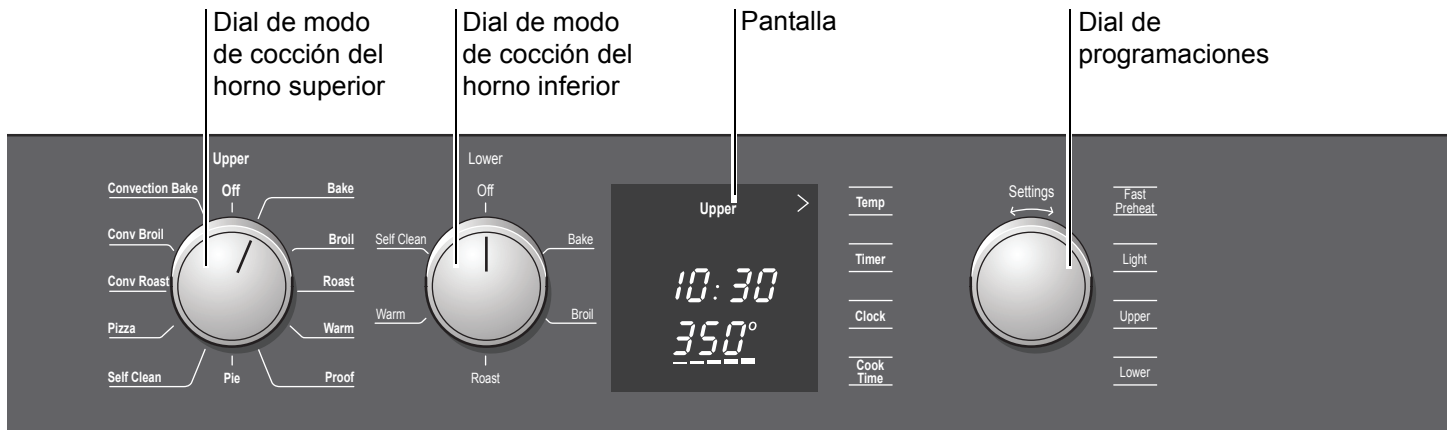 Dial de modo
de cocción del
horno superior
Dial de modo
de cocción del
horno inferior
Pantalla
Dial de
programaciones
Upper
Off
Convection Bake
Conv Broil
Conv Roast
Pizza
Self Clean
Pie
Bake
Broil
Roast
Warm
Proof
Lower
Off
Self Clean
Warm
Roast
Bake
Broil
Upper >
10:30
350°
Temp
Timer
Clock
Cook
Time
Settings
Fast
Preheat
Light
Upper
Lower